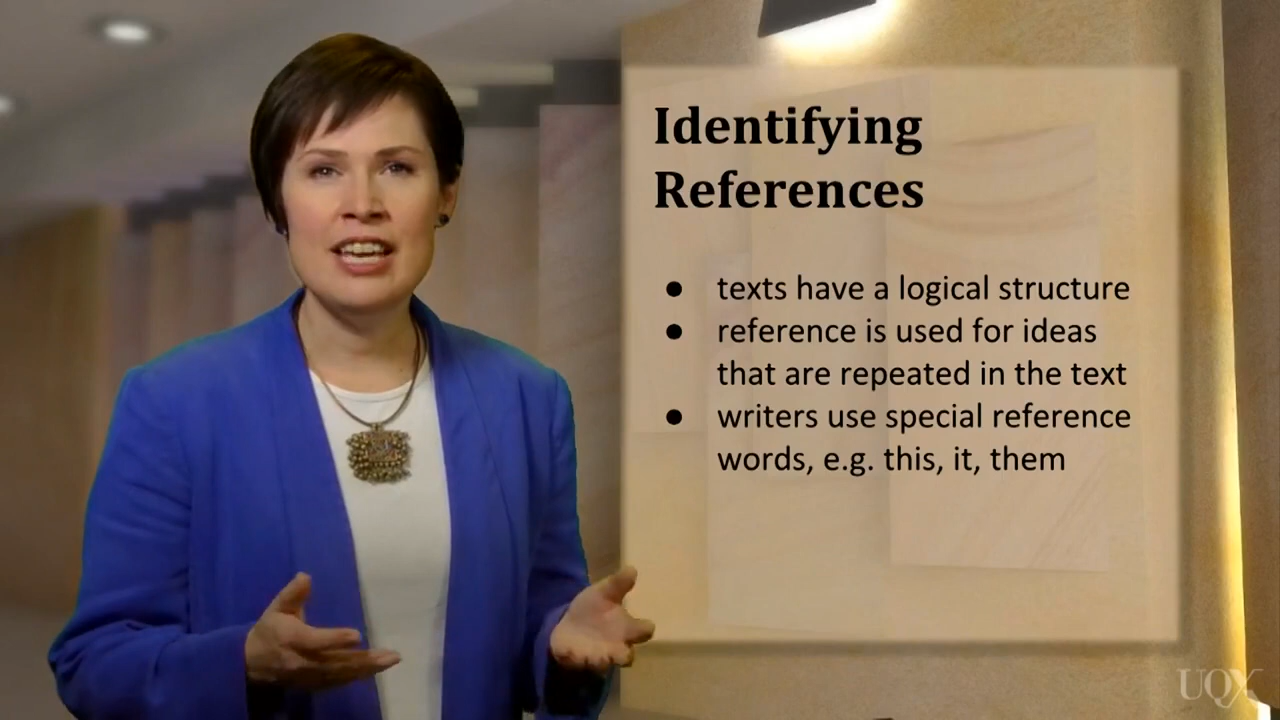 Identifying
References
● texts have a logical structure
● reference is used for ideas
that are repeated in the text
● writers use special reference
words, e.g. this, it, them
UQX